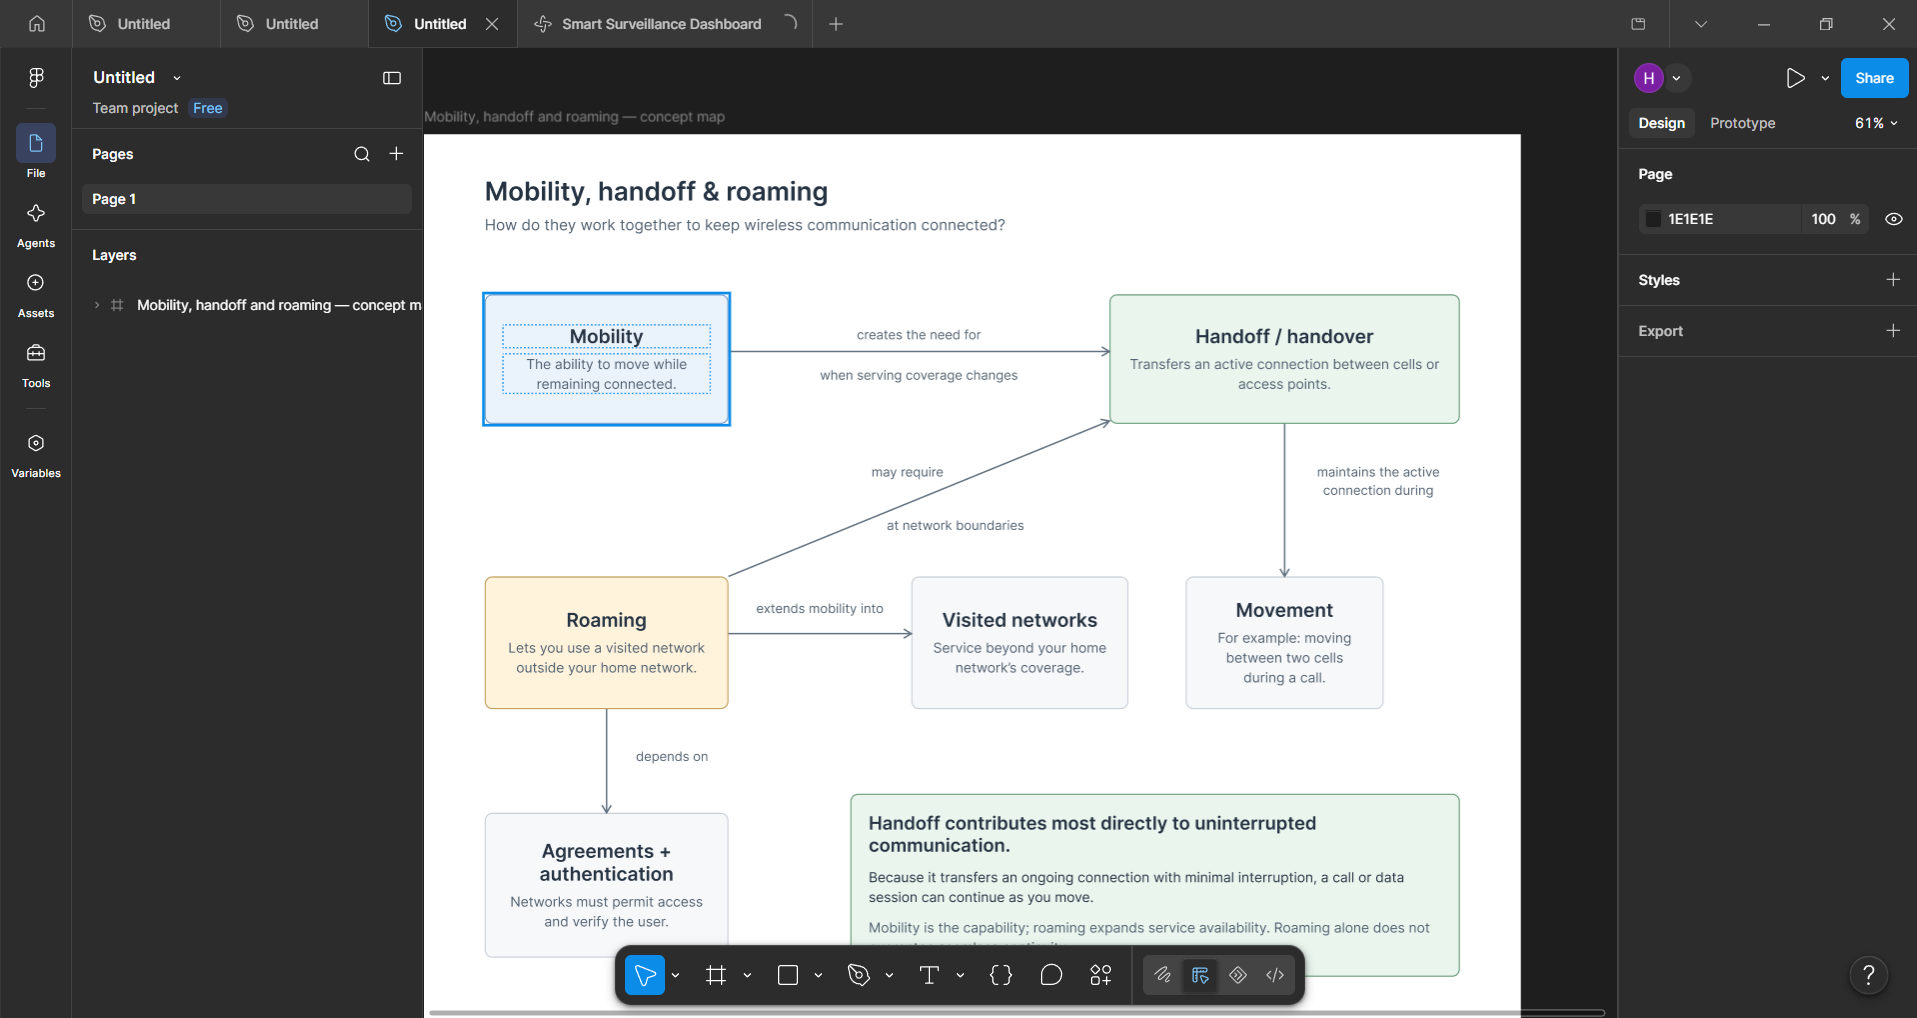 Untitled
Untitled
Untitled
Smart Surveillance Dashboard
Untitled
Team project Free
File
Pages
Page 1
Agents
Layers
Mobility, handoff and roaming — concept m
Assets
Tools
Variables
Mobility, handoff and roaming — concept map
Mobility, handoff & roaming
How do they work together to keep wireless communication connected?
Mobility
The ability to move while
remaining connected.
creates the need for
when serving coverage changes
Handoff / handover
Transfers an active connection between cells or
access points.
may require
at network boundaries
maintains the active
connection during
Roaming
Lets you use a visited network
outside your home network.
extends mobility into
Visited networks
Service beyond your home
network’s coverage.
Movement
For example: moving
between two cells
during a call.
depends on
Agreements +
authentication
Networks must permit access
and verify the user.
Handoff contributes most directly to uninterrupted
communication.
Because it transfers an ongoing connection with minimal interruption, a call or data
session can continue as you move.
Mobility is the capability; roaming expands service availability. Roaming alone does not
H
Share
Design
Prototype
61%
Page
1E1E1E
100 %
Styles
Export
?